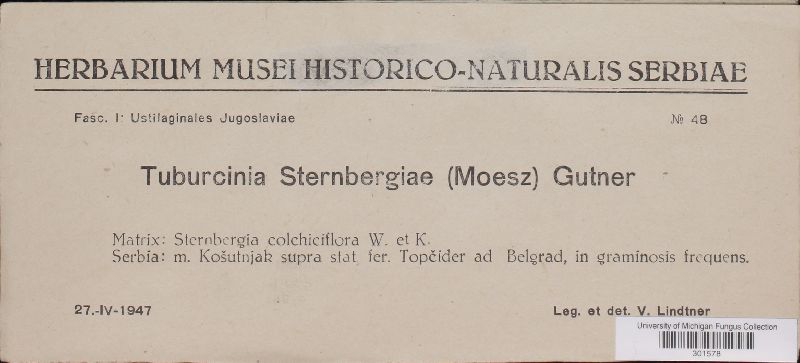 HERBARIUM MUSEI HISTORICO-NATURALIS SERBIAE
Fasc. I: Ustilaginales Jugoslaviae № 48
Tuburcinia Sternbergiae (Moesz) Gutner
Matrix: Sternbergia colchiciflora W. et K.
Serbia: m. Košutnjak supra stat. fer. Topčider ad Belgrad, in graminosis frequens.
27.-IV-1947 Leg. et det. V. Lindtner
University of Michigan Fungus Collection
301578